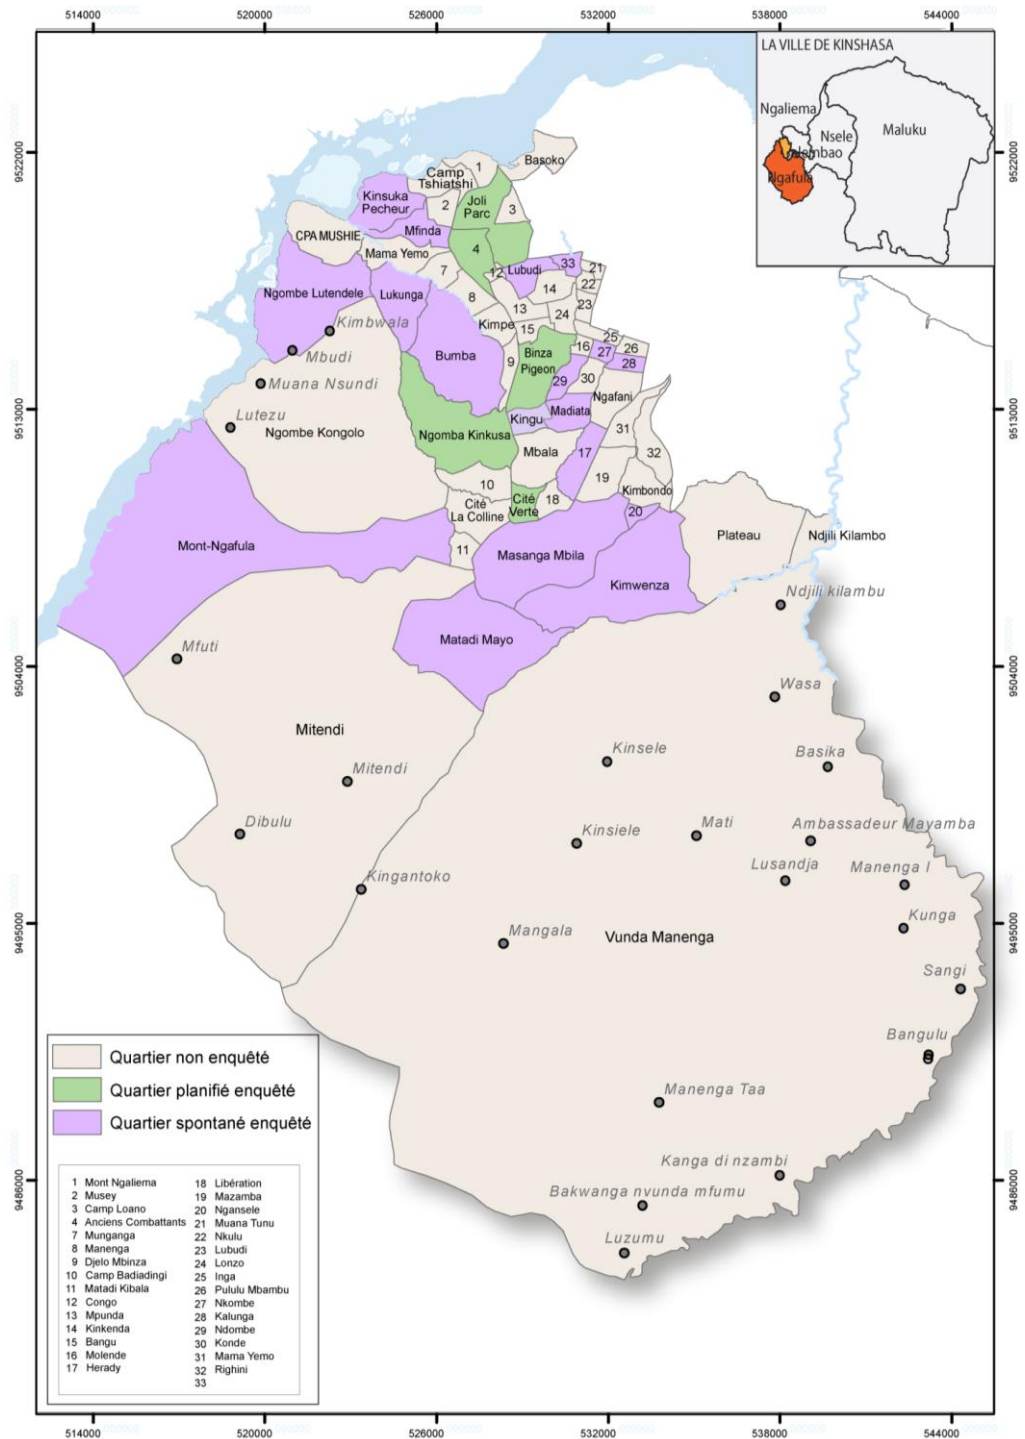 514000
520000
526000
532000
538000
544000
LA VILLE DE KINSHASA
Ngaliema
Nsele
Maluku
Ngafula
9522000
9522000
Basoko
1
Camp
Tshiatshi
Kinsuka
Pecheur
2
Joli
Parc
3
CPA MUSHIE
Mfinda
4
Mama Yemo
7
12
Lubudi
33
21
22
Ngombe Lutendele
Lukunga
8
14
23
13
24
Kimbwala
Kimpe
15
25
Mbudi
Bumba
9
Binza
Pigeon
16
27
26
28
Muana Nsundi
29
30
Ngafani
9513000
9513000
Lutezu
Ngombe Kongolo
Ngomba Kinkusa
Kingu
Madiata
31
Mbala
17
32
10
19
Kimbondo
Cité
La Colline
Cité
Verte
18
20
Mont-Ngafula
11
Masanga Mbila
Plateau
Ndjili Kilambo
Kimwenza
Ndjili kilambu
Matadi Mayo
Mfuti
9504000
9504000
Wasa
Mitendi
Kinsele
Basika
Mitendi
Dibulu
Kinsiele
Mati
Ambassadeur Mayamba
Lusandja
Manenga I
Kingantoko
9495000
9495000
Mangala
Vunda Manenga
Kunga
Sangi
Bangulu
Quartier non enquêté
Quartier planifié enquêté
Quartier spontané enquêté
Manenga Taa
Kanga di nzambi
9486000
9486000
Bakwanga nvunda mfumu
Luzumu
1 Mont Ngaliema
2 Musey
3 Camp Loano
4 Anciens Combattants
7 Munganga
8 Manenga
9 Djelo Mbinza
10 Camp Badiadingi
11 Matadi Kibala
12 Congo
13 Mpunda
14 Kinkenda
15 Bangu
16 Molende
17 Herady
18 Libération
19 Mazamba
20 Ngansele
21 Muana Tunu
22 Nkulu
23 Lubudi
24 Lonzo
25 Inga
26 Pululu Mbambu
27 Nkombe
28 Kalunga
29 Ndombe
30 Konde
31 Mama Yemo
32 Righini
33
514000
520000
526000
532000
538000
544000